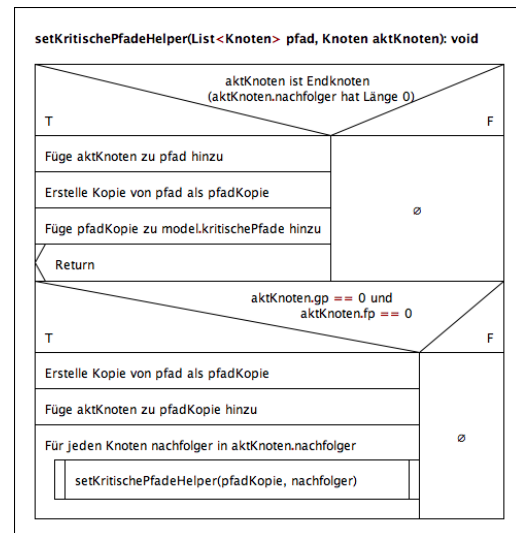 setKritischePfadeHelper(List<Knoten> pfad, Knoten aktKnoten): void
aktKnoten ist Endknoten
(aktKnoten.nachfolger hat Länge 0)
T
F
Füge aktKnoten zu pfad hinzu
Erstelle Kopie von pfad als pfadKopie
Füge pfadKopie zu model.kritischePfade hinzu
Return
ø
aktKnoten.gp == 0 und
aktKnoten.fp == 0
T
F
Erstelle Kopie von pfad als pfadKopie
Füge aktKnoten zu pfadKopie hinzu
Für jeden Knoten nachfolger in aktKnoten.nachfolger
setKritischePfadeHelper(pfadKopie, nachfolger)
ø